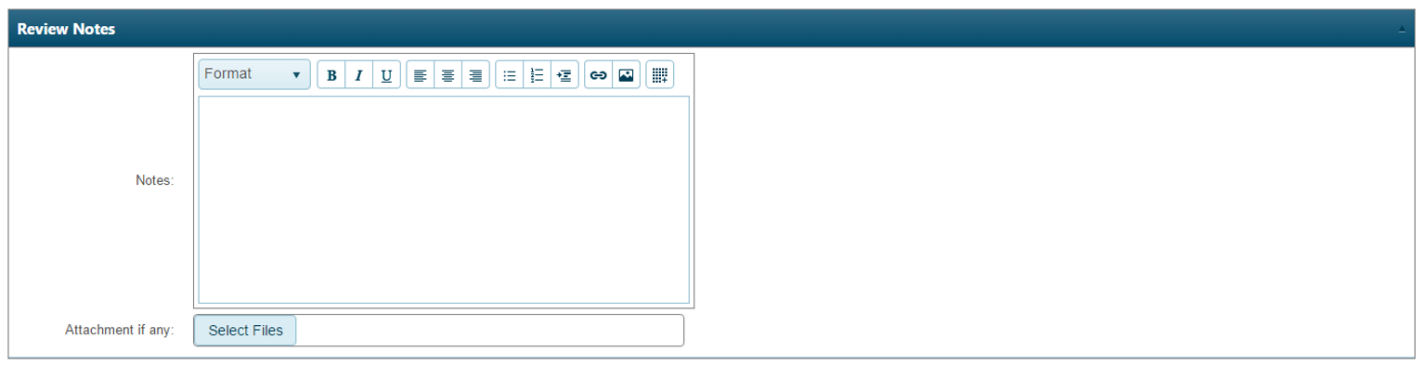 Review Notes
Format
B I U
Notes:
Attachment if any:
Select Files